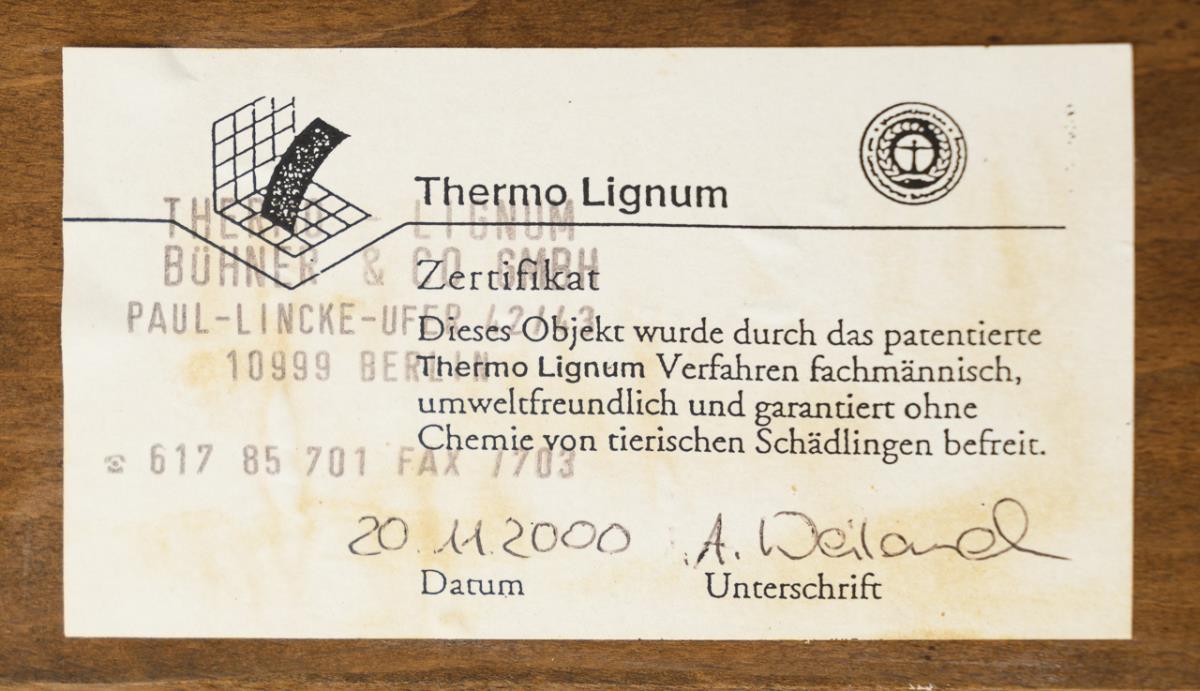 Thermo Lignum
THERMO - LIGNUM
BÜHNER & CO GMBH
PAUL-LINCKE-UFER 42/43
10999 BERLIN
☎ 617 85 701 FAX 7703
Zertifikat
Dieses Objekt wurde durch das patentierte
Thermo Lignum Verfahren fachmännisch,
umweltfreundlich und garantiert ohne
Chemie von tierischen Schädlingen befreit.
20.11.2000 A. Weiland
Datum Unterschrift